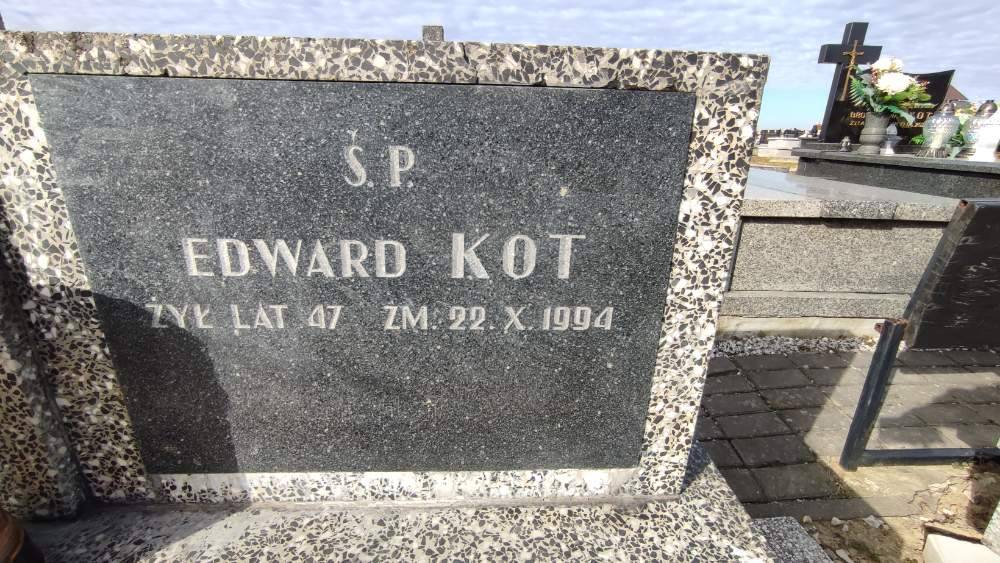 Ś. P.
EDWARD KOT
ŻYŁ LAT 47 ZM. 22. X. 1994